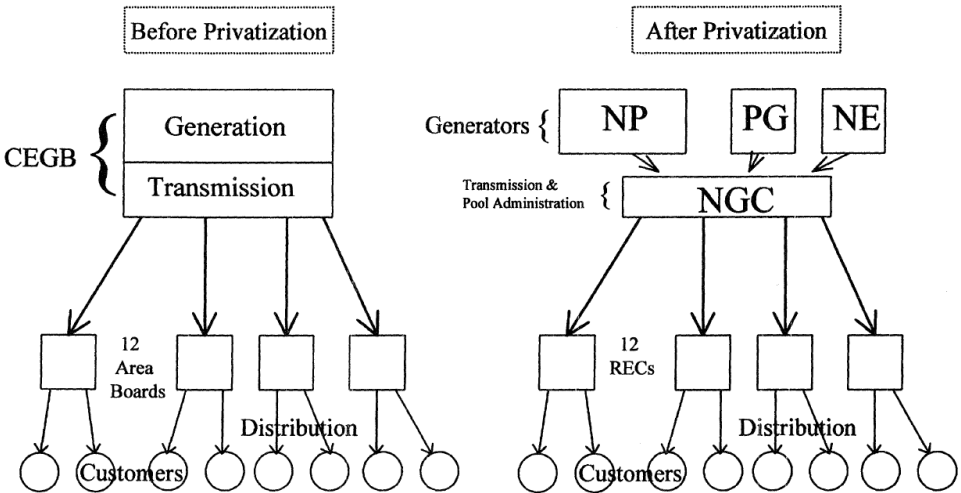 Before Privatization
CEGB
Generation
Transmission
12
Area
Boards
Distribution
Customers
After Privatization
Generators
NP
PG
NE
Transmission &
Pool Administration
NGC
12
RECs
Distribution
Customers